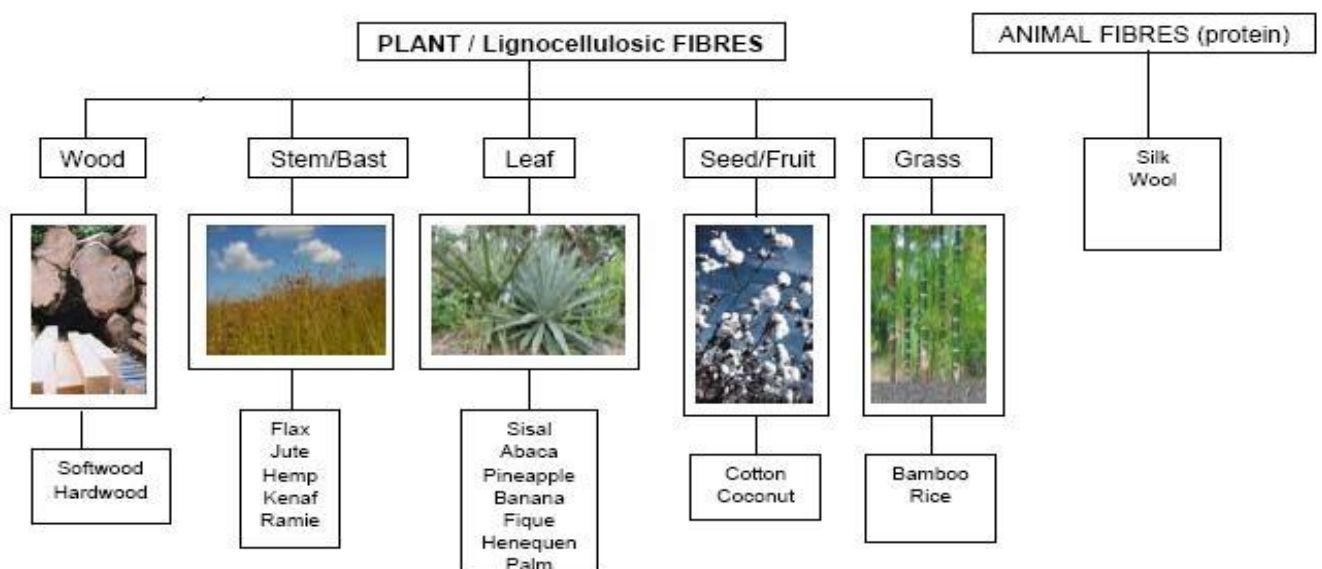 PLANT / Lignocellulosic FIBRES
ANIMAL FIBRES (protein)
Wood
Stem/Bast
Leaf
Seed/Fruit
Grass
Silk
Wool
Softwood
Hardwood
Flax
Jute
Hemp
Kenaf
Ramie
Sisal
Abaca
Pineapple
Banana
Fique
Henequen
Palm
Cotton
Coconut
Bamboo
Rice